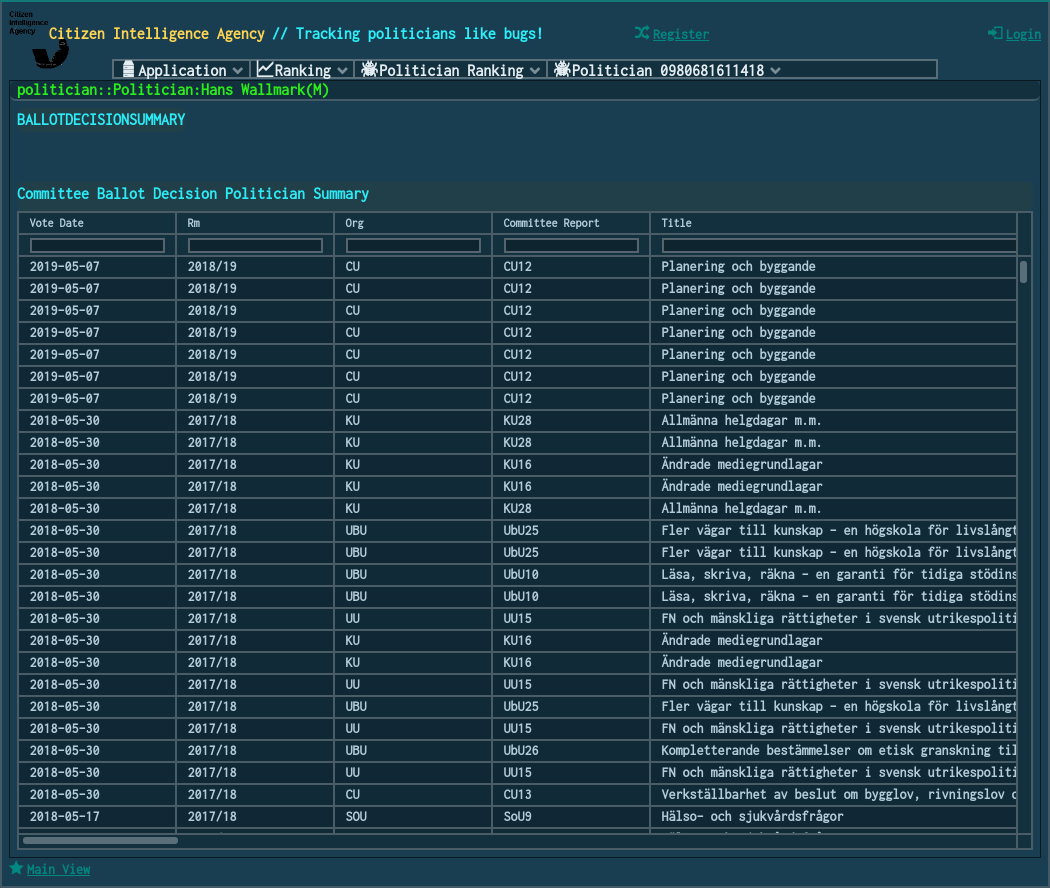 Citizen
Intelligence
Agency
Citizen Intelligence Agency // Tracking politicians like bugs!
Register
Login
Application
Ranking
Politician Ranking
Politician 0980681611418
politician::Politician:Hans Wallmark(M)
BALLOTDECISIONSUMMARY
Committee Ballot Decision Politician Summary
Vote Date Rm Org Committee Report Title
2019-05-07 2018/19 CU CU12 Planering och byggande
2019-05-07 2018/19 CU CU12 Planering och byggande
2019-05-07 2018/19 CU CU12 Planering och byggande
2019-05-07 2018/19 CU CU12 Planering och byggande
2019-05-07 2018/19 CU CU12 Planering och byggande
2019-05-07 2018/19 CU CU12 Planering och byggande
2019-05-07 2018/19 CU CU12 Planering och byggande
2018-05-30 2017/18 KU KU28 Allmänna helgdagar m.m.
2018-05-30 2017/18 KU KU28 Allmänna helgdagar m.m.
2018-05-30 2017/18 KU KU16 Ändrade mediegrundlagar
2018-05-30 2017/18 KU KU16 Ändrade mediegrundlagar
2018-05-30 2017/18 KU KU28 Allmänna helgdagar m.m.
2018-05-30 2017/18 UBU UbU25 Fler vägar till kunskap – en högskola för livslångt
2018-05-30 2017/18 UBU UbU25 Fler vägar till kunskap – en högskola för livslångt
2018-05-30 2017/18 UBU UbU10 Läsa, skriva, räkna – en garanti för tidiga stödins
2018-05-30 2017/18 UBU UbU10 Läsa, skriva, räkna – en garanti för tidiga stödins
2018-05-30 2017/18 UU UU15 FN och mänskliga rättigheter i svensk utrikespoliti
2018-05-30 2017/18 KU KU16 Ändrade mediegrundlagar
2018-05-30 2017/18 KU KU16 Ändrade mediegrundlagar
2018-05-30 2017/18 UU UU15 FN och mänskliga rättigheter i svensk utrikespoliti
2018-05-30 2017/18 UBU UbU25 Fler vägar till kunskap – en högskola för livslångt
2018-05-30 2017/18 UU UU15 FN och mänskliga rättigheter i svensk utrikespoliti
2018-05-30 2017/18 UBU UbU26 Kompletterande bestämmelser om etisk granskning til
2018-05-30 2017/18 UU UU15 FN och mänskliga rättigheter i svensk utrikespoliti
2018-05-30 2017/18 CU CU13 Verkställbarhet av beslut om bygglov, rivningslov o
2018-05-17 2017/18 SOU SoU9 Hälso- och sjukvårdsfrågor
Main View